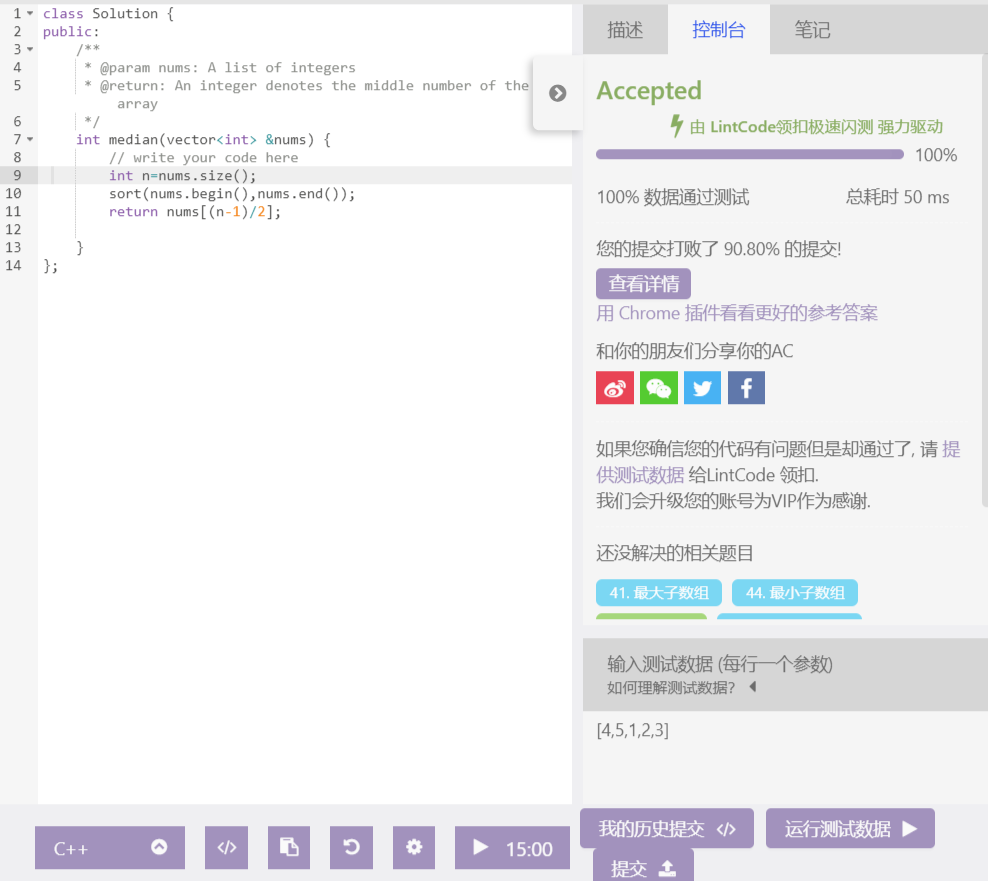 1 class Solution {
2 public:
3 /**
4 * @param nums: A list of integers
5 * @return: An integer denotes the middle number of the
array
6 */
7 int median(vector<int> &nums) {
8 // write your code here
9 int n=nums.size();
10 sort(nums.begin(),nums.end());
11 return nums[(n-1)/2];
12
13 }
14 };
描述 控制台 笔记
Accepted
由 LintCode领扣极速闪测 强力驱动
100%
100% 数据通过测试 总耗时 50 ms
您的提交打败了 90.80% 的提交!
查看详情
用 Chrome 插件看看更好的参考答案
和你的朋友们分享你的AC
如果您确信您的代码有问题但是却通过了, 请 提
供测试数据 给LintCode 领扣.
我们会升级您的账号为VIP作为感谢.
还没解决的相关题目
41. 最大子数组 44. 最小子数组
输入测试数据 (每行一个参数)
如何理解测试数据?
[4,5,1,2,3]
我的历史提交 </> 运行测试数据
C++ </> 15:00
提交